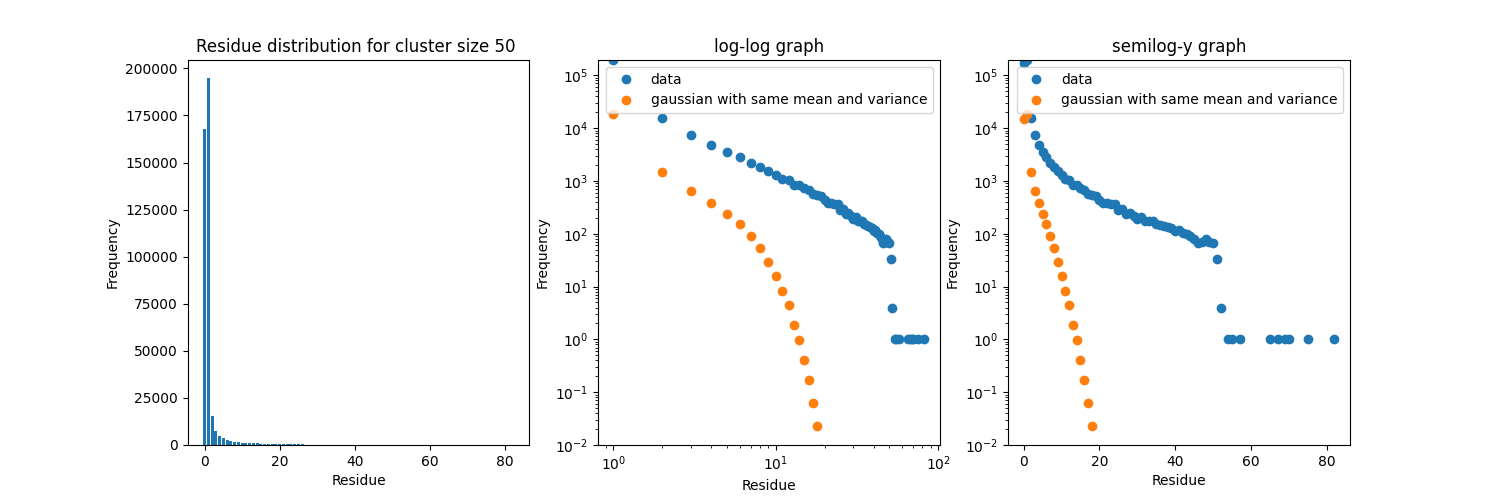 Residue distribution for cluster size 50
200000
175000
150000
125000
100000
75000
50000
25000
0
Frequency
0 20 40 60 80
Residue
log-log graph
data
gaussian with same mean and variance
10^5
10^4
10^3
10^2
10^1
10^0
10^-1
10^-2
Frequency
10^0 10^1 10^2
Residue
semilog-y graph
data
gaussian with same mean and variance
10^5
10^4
10^3
10^2
10^1
10^0
10^-1
10^-2
Frequency
0 20 40 60 80
Residue